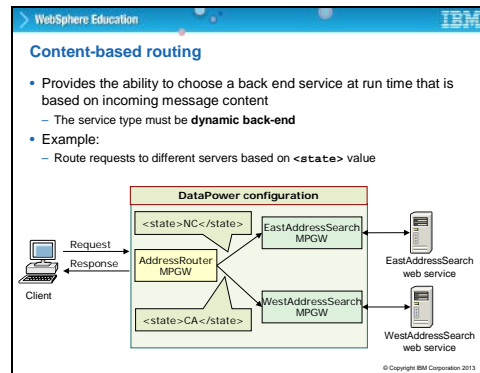 WebSphere Education
IBM
Content-based routing
• Provides the ability to choose a back end service at run time that is
based on incoming message content
– The service type must be dynamic back-end
• Example:
– Route requests to different servers based on <state> value
DataPower configuration
<state>NC</state>
EastAddressSearch
MPGW
Request
Response
AddressRouter
MPGW
EastAddressSearch
web service
Client
<state>CA</state>
WestAddressSearch
MPGW
WestAddressSearch
web service
© Copyright IBM Corporation 2013